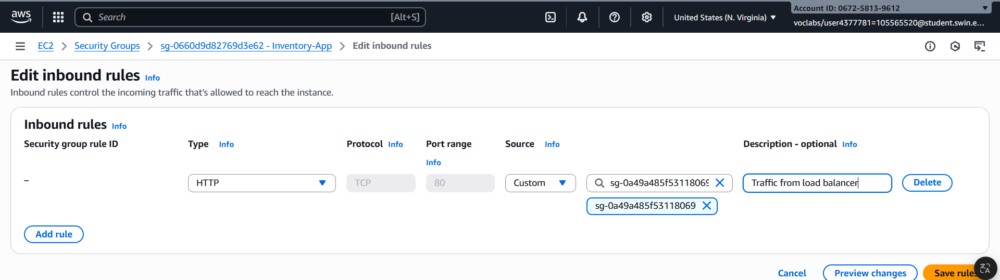 aws
Search [Alt+S]
United States (N. Virginia)
Account ID: 0672-5813-9612
voclabs/user4377781=105565520@student.swin.e...
EC2
Security Groups
sg-0660d9d82769d3e62 - Inventory-App
Edit inbound rules
Edit inbound rules Info
Inbound rules control the incoming traffic that's allowed to reach the instance.
Inbound rules Info
Security group rule ID
Type Info
Protocol Info
Port range
Info
Source Info
Description - optional Info
–
HTTP
TCP
80
Custom
sg-0a49a485f53118069
Traffic from load balancer
Delete
sg-0a49a485f53118069
Add rule
Cancel
Preview changes
Save rules